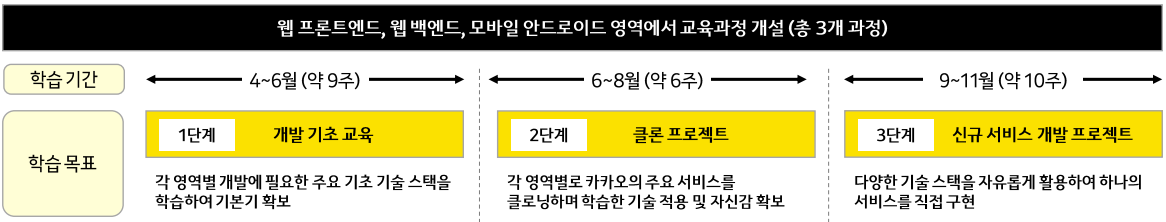 웹 프론트엔드, 웹 백엔드, 모바일 안드로이드 영역에서 교육과정 개설 (총 3개 과정)
학습 기간
4~6월 (약 9주)
6~8월 (약 6주)
9~11월 (약 10주)
학습 목표
1단계
개발 기초 교육
각 영역별 개발에 필요한 주요 기초 기술 스택을
학습하여 기본기 확보
2단계
클론 프로젝트
각 영역별로 카카오의 주요 서비스를
클로닝하며 학습한 기술 적용 및 자신감 확보
3단계
신규 서비스 개발 프로젝트
다양한 기술 스택을 자유롭게 활용하여 하나의
서비스를 직접 구현